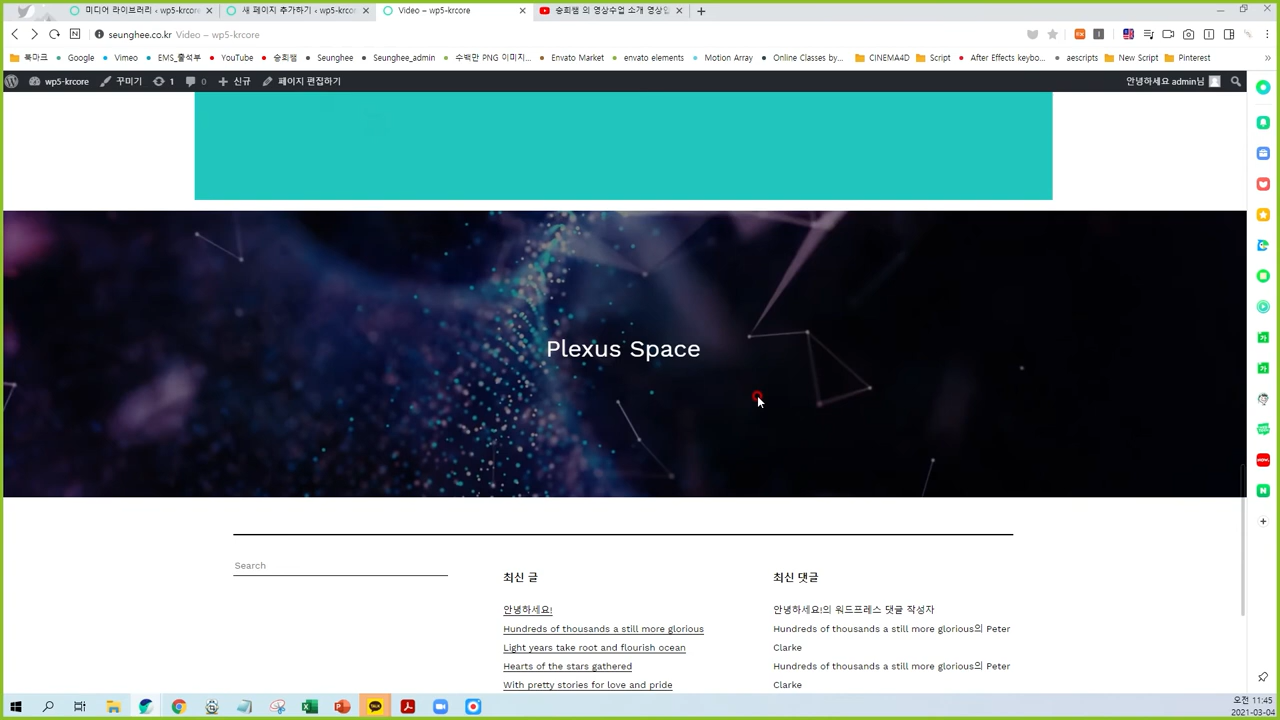 미디어 라이브러리 ‹ wp5-krcore
새 페이지 추가하기 ‹ wp5-krcor
Video – wp5-krcore
승희쌤 의 영상수업 소개 영상입
seunghee.co.kr Video – wp5-krcore
북마크
Google
Vimeo
EMS_출석부
YouTube
승희쌤
Seunghee
Seunghee_admin
수백만 PNG 이미지...
Envato Market
envato elements
Motion Array
Online Classes by...
CINEMA4D
Script
After Effects keybo...
aescripts
New Script
Pinterest
wp5-krcore
꾸미기
1
0
신규
페이지 편집하기
안녕하세요 admin님
Plexus Space
Search
최신 글
안녕하세요!
Hundreds of thousands a still more glorious
Light years take root and flourish ocean
Hearts of the stars gathered
With pretty stories for love and pride
최신 댓글
안녕하세요!의 워드프레스 댓글 작성자
Hundreds of thousands a still more glorious의 Peter
Clarke
Hundreds of thousands a still more glorious의 Peter
Clarke
TALK
오전 11:45
2021-03-04